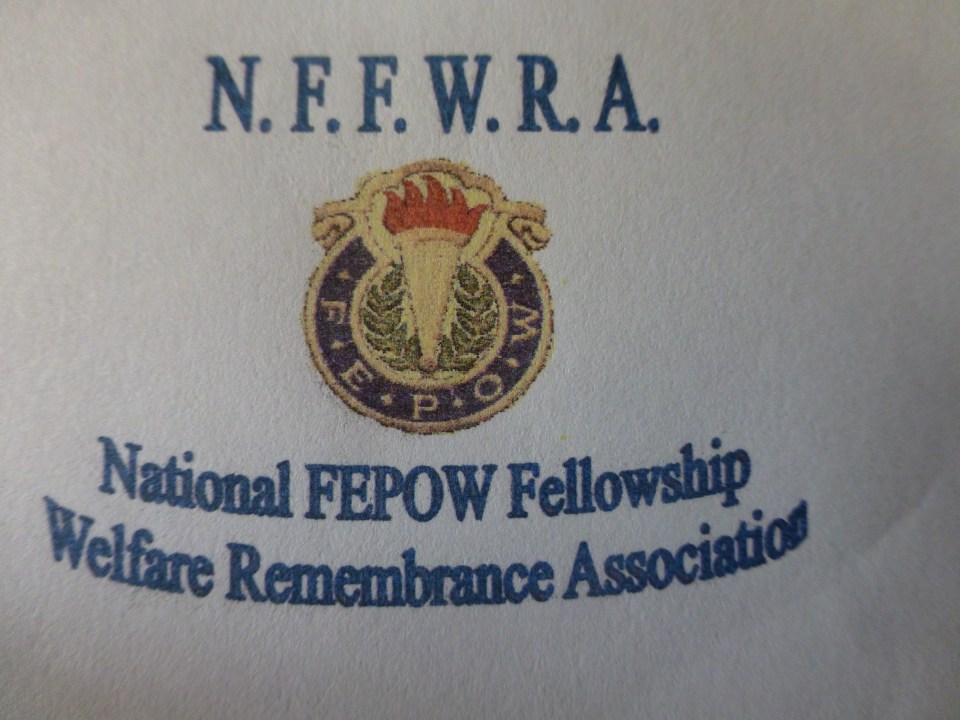 N.F.F.W.R.A.
F·E·P·O·W
National FEPOW Fellowship
Welfare Remembrance Association